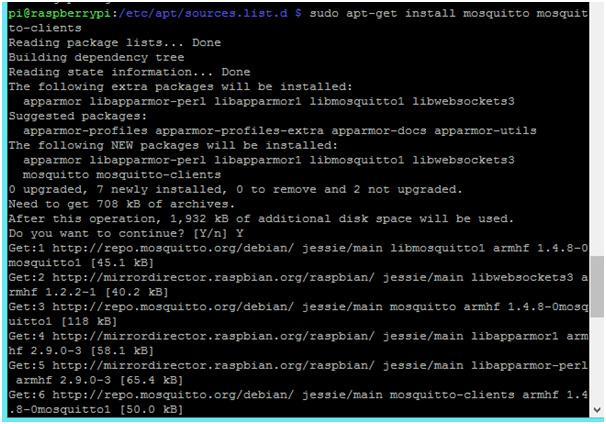 pi@raspberrypi:/etc/apt/sources.list.d $ sudo apt-get install mosquitto mosquit
to-clients
Reading package lists... Done
Building dependency tree
Reading state information... Done
The following extra packages will be installed:
  apparmor libapparmor-perl libapparmor1 libmosquitto1 libwebsockets3
Suggested packages:
  apparmor-profiles apparmor-profiles-extra apparmor-docs apparmor-utils
The following NEW packages will be installed:
  apparmor libapparmor-perl libapparmor1 libmosquitto1 libwebsockets3
  mosquitto mosquitto-clients
0 upgraded, 7 newly installed, 0 to remove and 2 not upgraded.
Need to get 708 kB of archives.
After this operation, 1,932 kB of additional disk space will be used.
Do you want to continue? [Y/n] Y
Get:1 http://repo.mosquitto.org/debian/ jessie/main libmosquitto1 armhf 1.4.8-0
mosquitto1 [45.1 kB]
Get:2 http://mirrordirector.raspbian.org/raspbian/ jessie/main libwebsockets3 a
rmhf 1.2.2-1 [40.2 kB]
Get:3 http://repo.mosquitto.org/debian/ jessie/main mosquitto armhf 1.4.8-0mosq
uitto1 [118 kB]
Get:4 http://mirrordirector.raspbian.org/raspbian/ jessie/main libapparmor1 arm
hf 2.9.0-3 [58.1 kB]
Get:5 http://mirrordirector.raspbian.org/raspbian/ jessie/main libapparmor-perl
 armhf 2.9.0-3 [65.4 kB]
Get:6 http://repo.mosquitto.org/debian/ jessie/main mosquitto-clients armhf 1.4
.8-0mosquitto1 [50.0 kB]